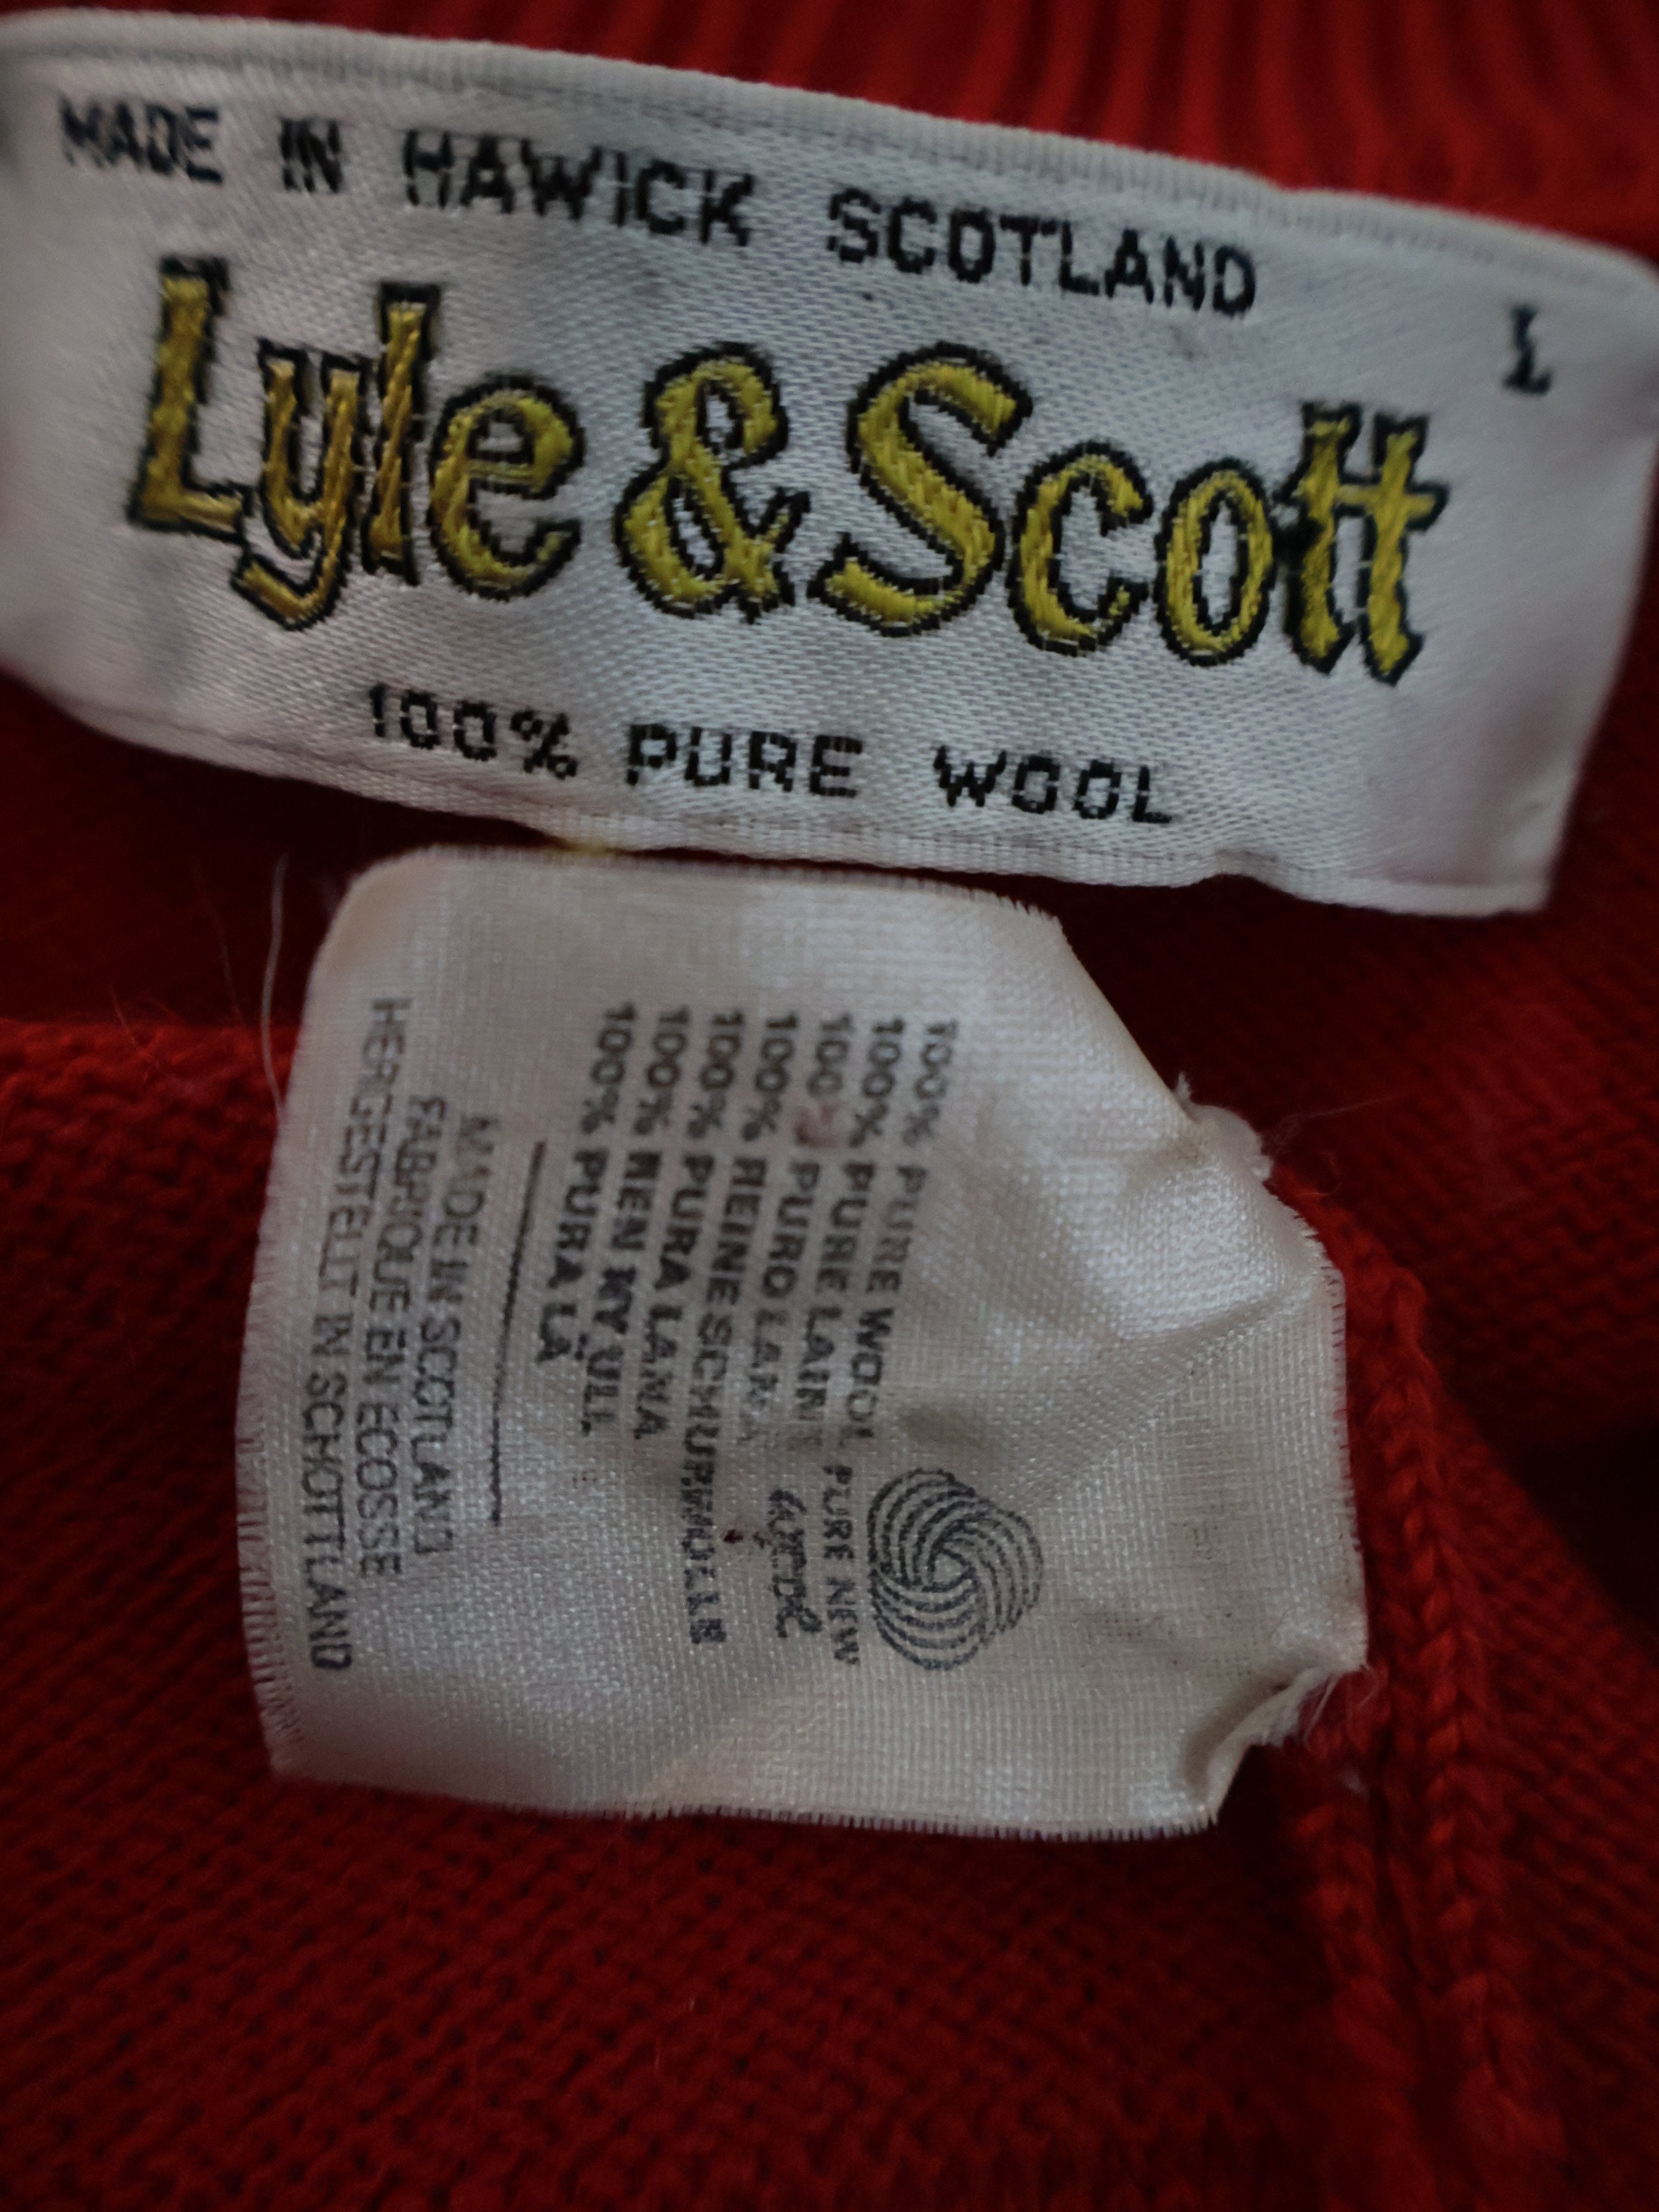 MADE IN HAWICK SCOTLAND
L
Lyle & Scott
100% PURE WOOL
PURE NEW
100% PURE WOOL
100% PURE LAINE
100% PURO LANA
100% REINE SCHURWOLLE
100% PURA LANA
100% REN NY ULL
100% PURA LÃ
MADE IN SCOTLAND
FABRIQUE EN ECOSSE
HERGESTELLT IN SCHOTTLAND